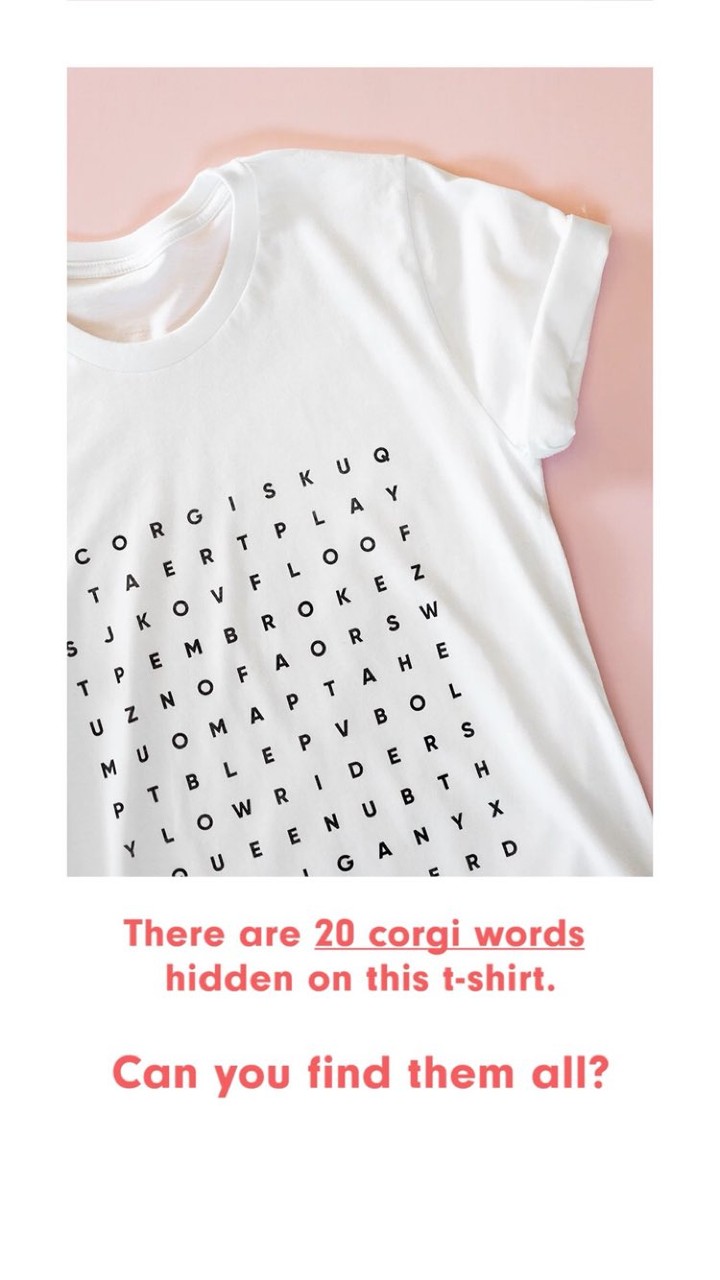 CORGISKUQ
TAERTPLAY
SJKOVFLOOF
TPEMBROKEZ
UZNOFAORSW
MUOMAPTAHE
PTBLEPVBOL
YLOWRIDERS
UEENUBTH
GANYX
RD
There are 20 corgi words
hidden on this t-shirt.
Can you find them all?